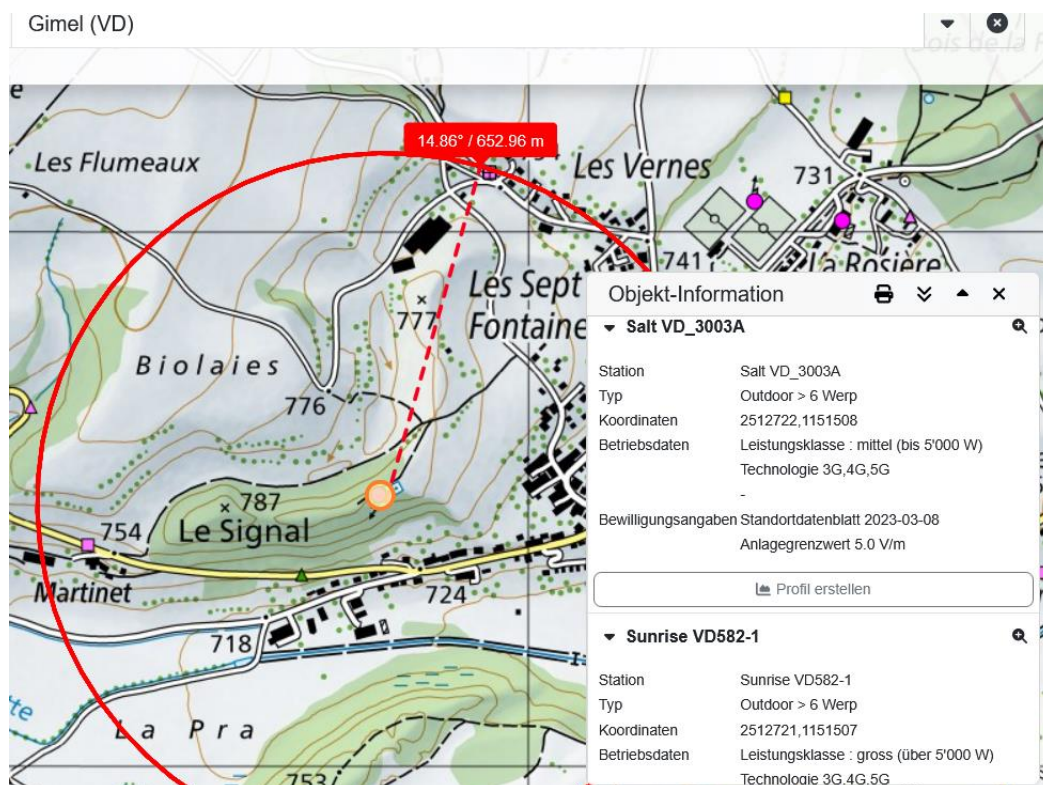 Gimel (VD)
Bois de la
e
14.86° / 652.96 m
Les Flumeaux
Les Vernes
731
741
La Rosière
Les Sept
Fontaine
777
Biolaies
776
787
Le Signal
754
Martinet
724
718
La Pra
753
Objekt-Information
Salt VD_3003A
Station Salt VD_3003A
Typ Outdoor > 6 Werp
Koordinaten 2512722,1151508
Betriebsdaten Leistungsklasse : mittel (bis 5'000 W)
Technologie 3G,4G,5G
-
Bewilligungsangaben Standortdatenblatt 2023-03-08
Anlagegrenzwert 5.0 V/m
Profil erstellen
Sunrise VD582-1
Station Sunrise VD582-1
Typ Outdoor > 6 Werp
Koordinaten 2512721,1151507
Betriebsdaten Leistungsklasse : gross (über 5'000 W)
Technologie 3G,4G,5G